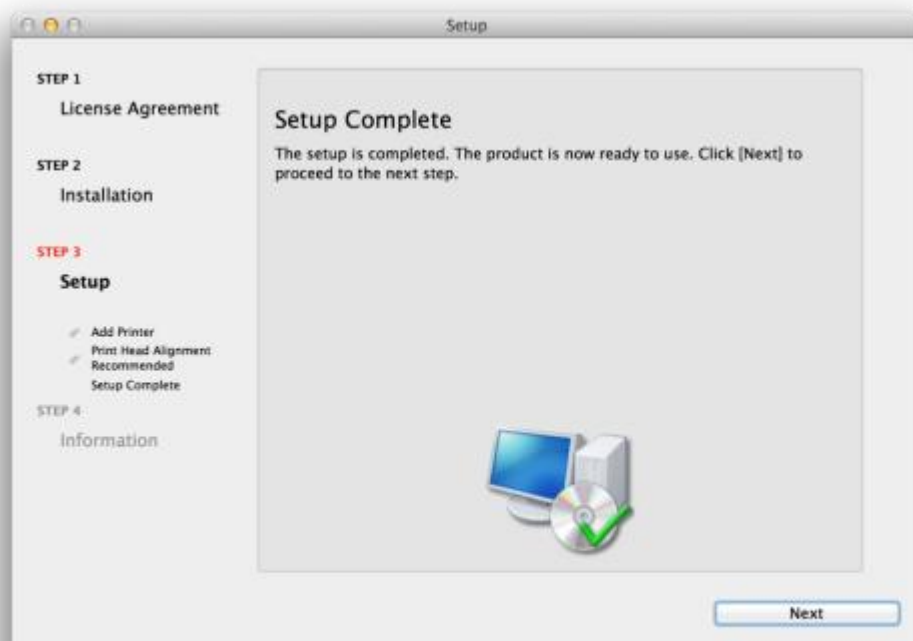 Setup
STEP 1
License Agreement
STEP 2
Installation
STEP 3
Setup
Add Printer
Print Head Alignment
Recommended
Setup Complete
STEP 4
Information
Setup Complete
The setup is completed. The product is now ready to use. Click [Next] to
proceed to the next step.
Next